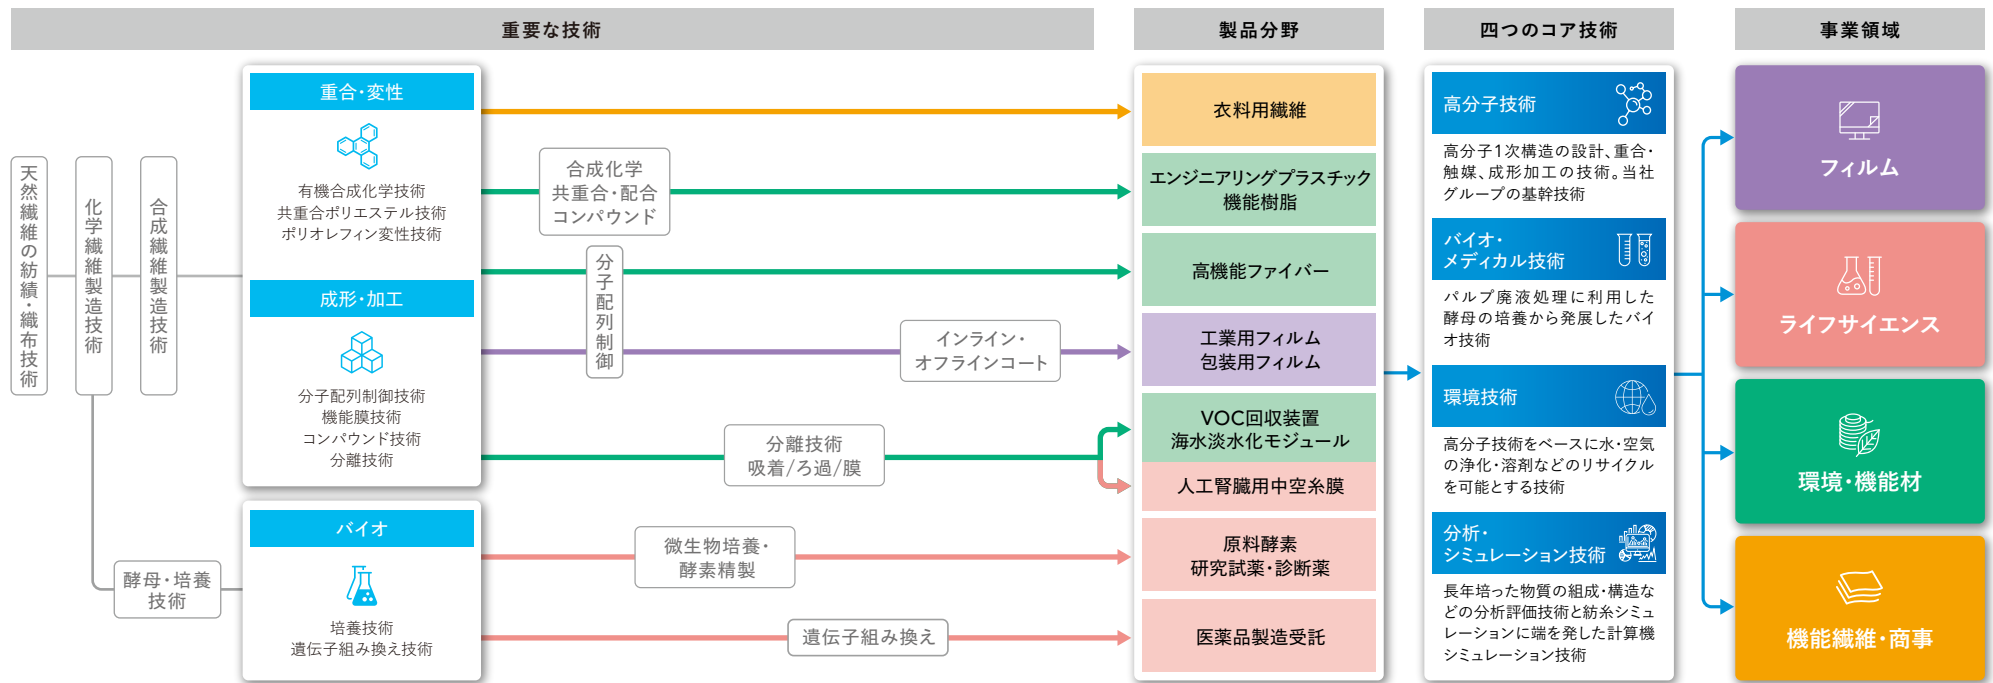 重要な技術
製品分野
四つのコア技術
事業領域
天然繊維の紡績・織布技術
化学繊維製造技術
合成繊維製造技術
酵母・培養
技術
重合・変性
有機合成化学技術
共重合ポリエステル技術
ポリオレフィン変性技術
成形・加工
分子配列制御技術
機能膜技術
コンパウンド技術
分離技術
バイオ
培養技術
遺伝子組み換え技術
合成化学
共重合・配合
コンパウンド
分子配列制御
インライン・
オフラインコート
分離技術
吸着/ろ過/膜
微生物培養・
酵素精製
遺伝子組み換え
衣料用繊維
エンジニアリングプラスチック
機能樹脂
高機能ファイバー
工業用フィルム
包装用フィルム
VOC回収装置
海水淡水化モジュール
人工腎臓用中空糸膜
原料酵素
研究試薬・診断薬
医薬品製造受託
高分子技術
高分子1次構造の設計、重合・
触媒、成形加工の技術。当社
グループの基幹技術
バイオ・
メディカル技術
パルプ廃液処理に利用した
酵母の培養から発展したバイ
オ技術
環境技術
高分子技術をベースに水・空気
の浄化・溶剤などのリサイクル
を可能とする技術
分析・
シミュレーション技術
長年培った物質の組成・構造な
どの分析評価技術と紡糸シミュ
レーションに端を発した計算機
シミュレーション技術
フィルム
ライフサイエンス
環境・機能材
機能繊維・商事